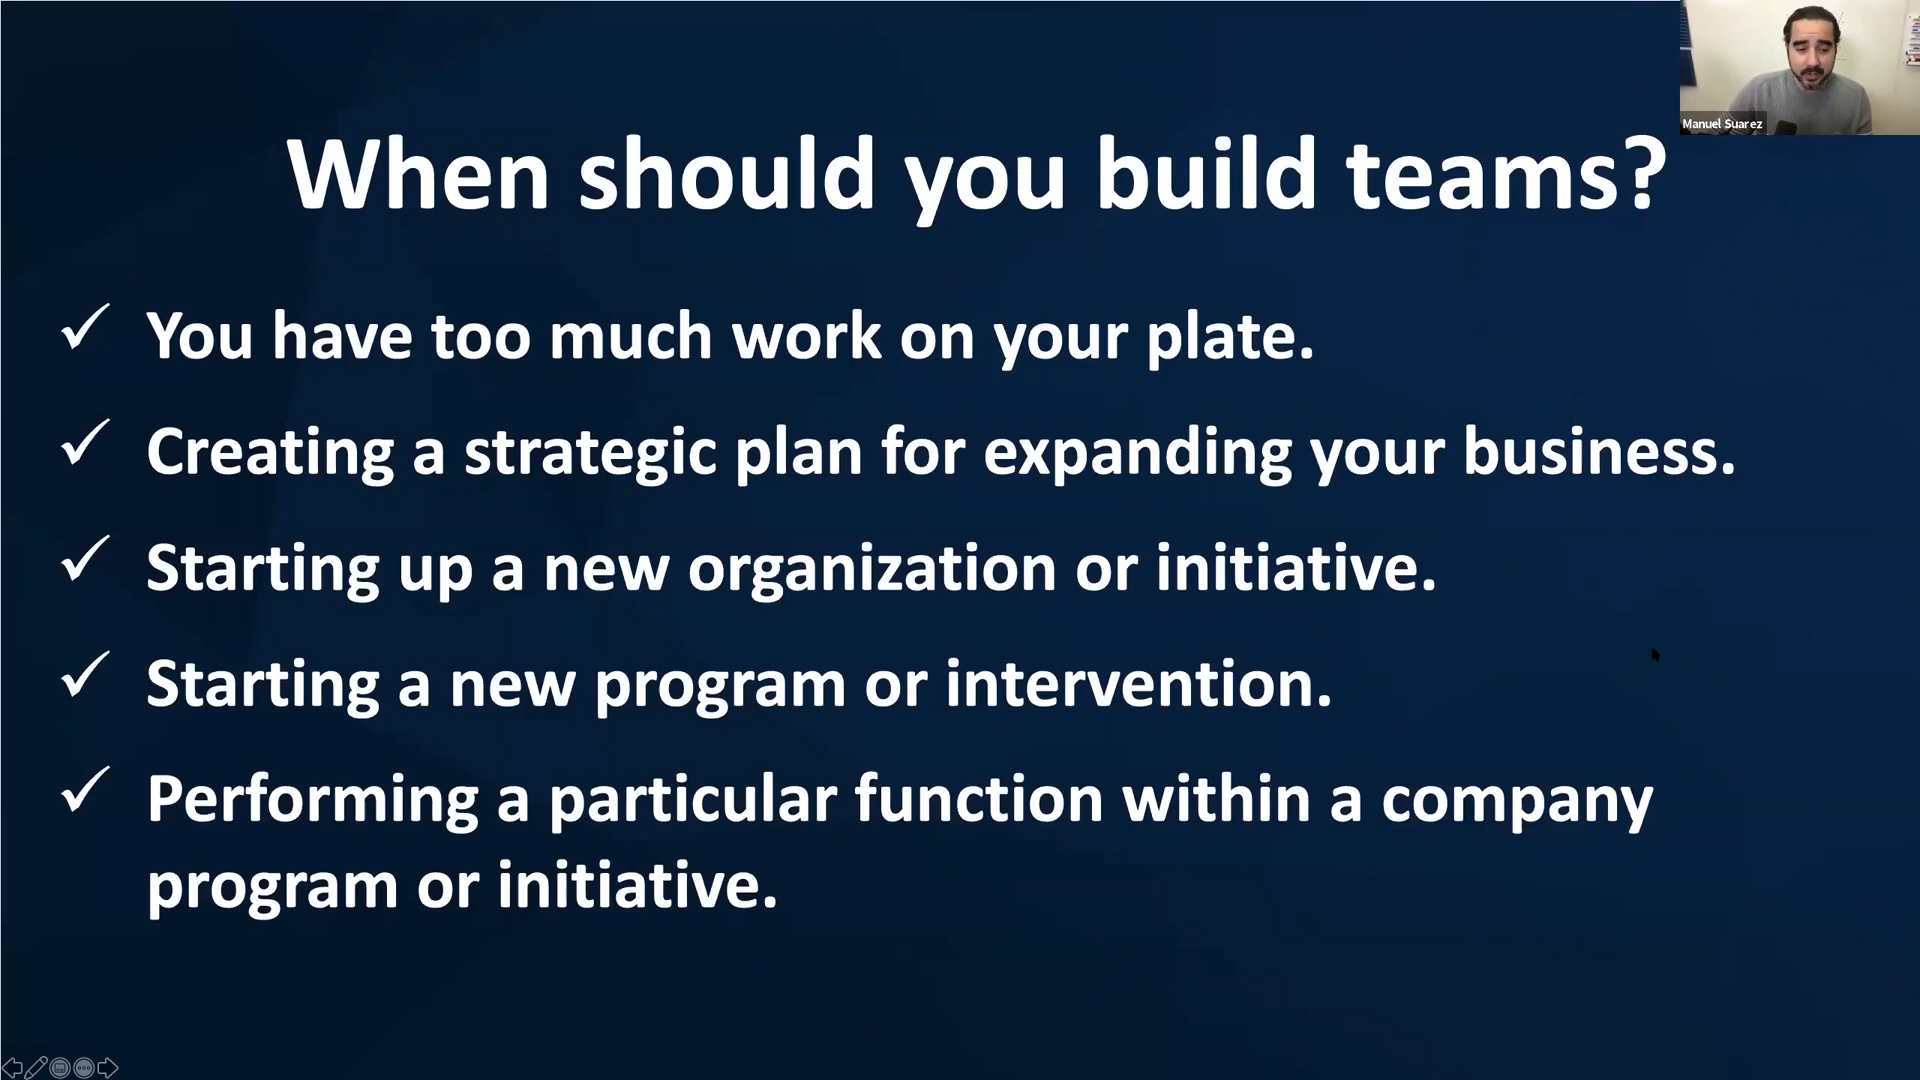 Manuel Suarez
When should you build teams?
✓ You have too much work on your plate.
✓ Creating a strategic plan for expanding your business.
✓ Starting up a new organization or initiative.
✓ Starting a new program or intervention.
✓ Performing a particular function within a company
program or initiative.